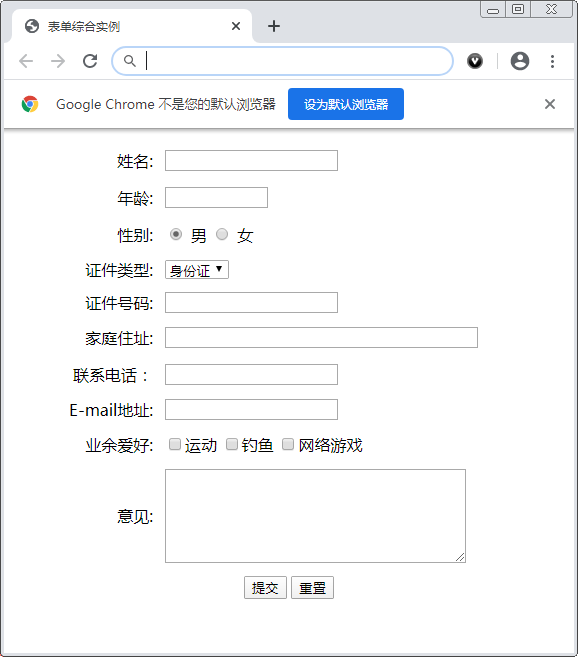 表单综合实例
Google Chrome 不是您的默认浏览器 设为默认浏览器
姓名:
年龄:
性别: 男 女
证件类型: 身份证
证件号码:
家庭住址:
联系电话：
E-mail地址:
业余爱好: 运动 钓鱼 网络游戏
意见:
提交 重置